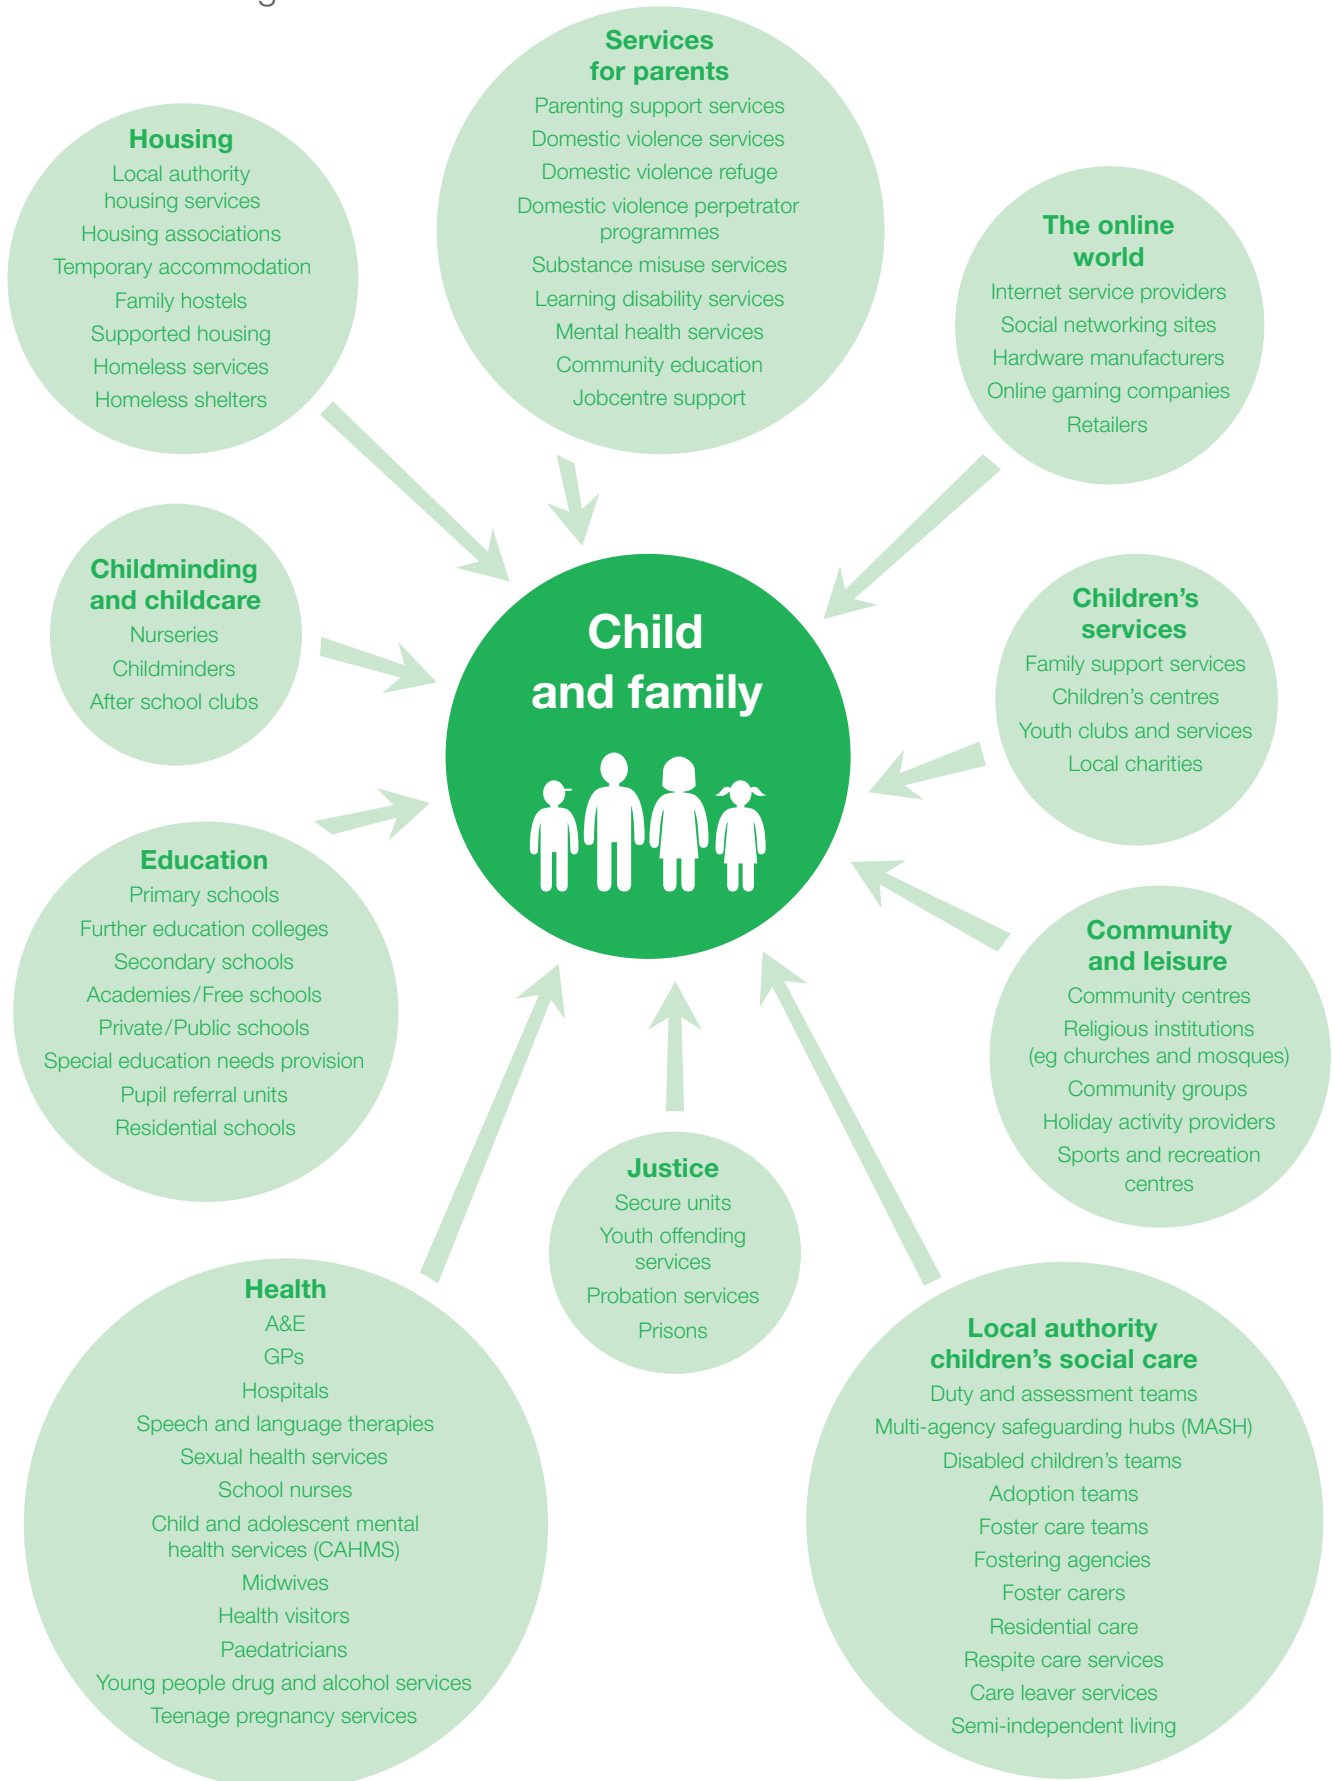 Services
for parents
Parenting support services
Domestic violence services
Domestic violence refuge
Domestic violence perpetrator
programmes
Substance misuse services
Learning disability services
Mental health services
Community education
Jobcentre support
Housing
Local authority
housing services
Housing associations
Temporary accommodation
Family hostels
Supported housing
Homeless services
Homeless shelters
The online
world
Internet service providers
Social networking sites
Hardware manufacturers
Online gaming companies
Retailers
Childminding
and childcare
Nurseries
Childminders
After school clubs
Child
and family
Children’s
services
Family support services
Children’s centres
Youth clubs and services
Local charities
Education
Primary schools
Further education colleges
Secondary schools
Academies/Free schools
Private/Public schools
Special education needs provision
Pupil referral units
Residential schools
Community
and leisure
Community centres
Religious institutions
(eg churches and mosques)
Community groups
Holiday activity providers
Sports and recreation
centres
Justice
Secure units
Youth offending
services
Probation services
Prisons
Health
A&E
GPs
Hospitals
Speech and language therapies
Sexual health services
School nurses
Child and adolescent mental
health services (CAHMS)
Midwives
Health visitors
Paedatricians
Young people drug and alcohol services
Teenage pregnancy services
Local authority
children’s social care
Duty and assessment teams
Multi-agency safeguarding hubs (MASH)
Disabled children’s teams
Adoption teams
Foster care teams
Fostering agencies
Foster carers
Residential care
Respite care services
Care leaver services
Semi-independent living